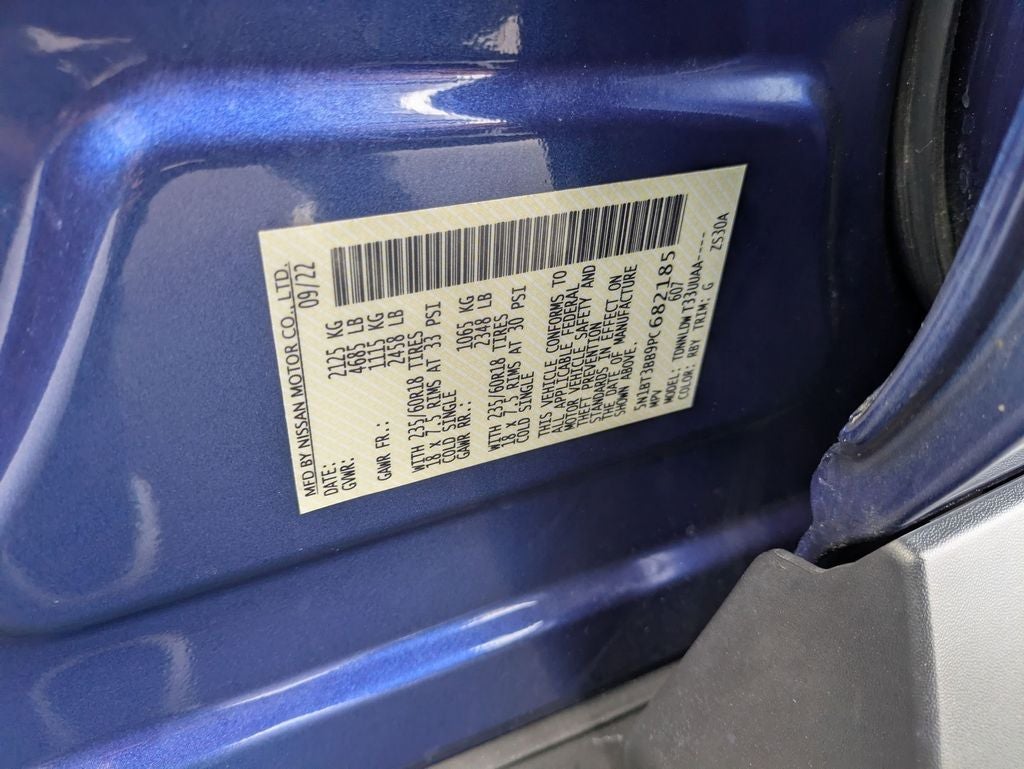 MFD BY NISSAN MOTOR CO., LTD.
DATE: 09/22
GVWR: 2125 KG
4685 LB
GAWR FR.: 1115 KG
2458 LB
WITH 235/60R18 TIRES
18 x 7.5 RIMS AT 33 PSI
COLD SINGLE
GAWR RR.: 1065 KG
2348 LB
WITH 235/60R18 TIRES
18 x 7.5 RIMS AT 30 PSI
COLD SINGLE
THIS VEHICLE CONFORMS TO
ALL APPLICABLE FEDERAL
MOTOR VEHICLE SAFETY AND
THEFT PREVENTION
STANDARDS IN EFFECT ON
THE DATE OF MANUFACTURE
SHOWN ABOVE.
5N1BT3BB9PC682185
MPV 607
MODEL: TONNLDW T33UUAA----
COLOR: RBY TRIM: G ZS30A